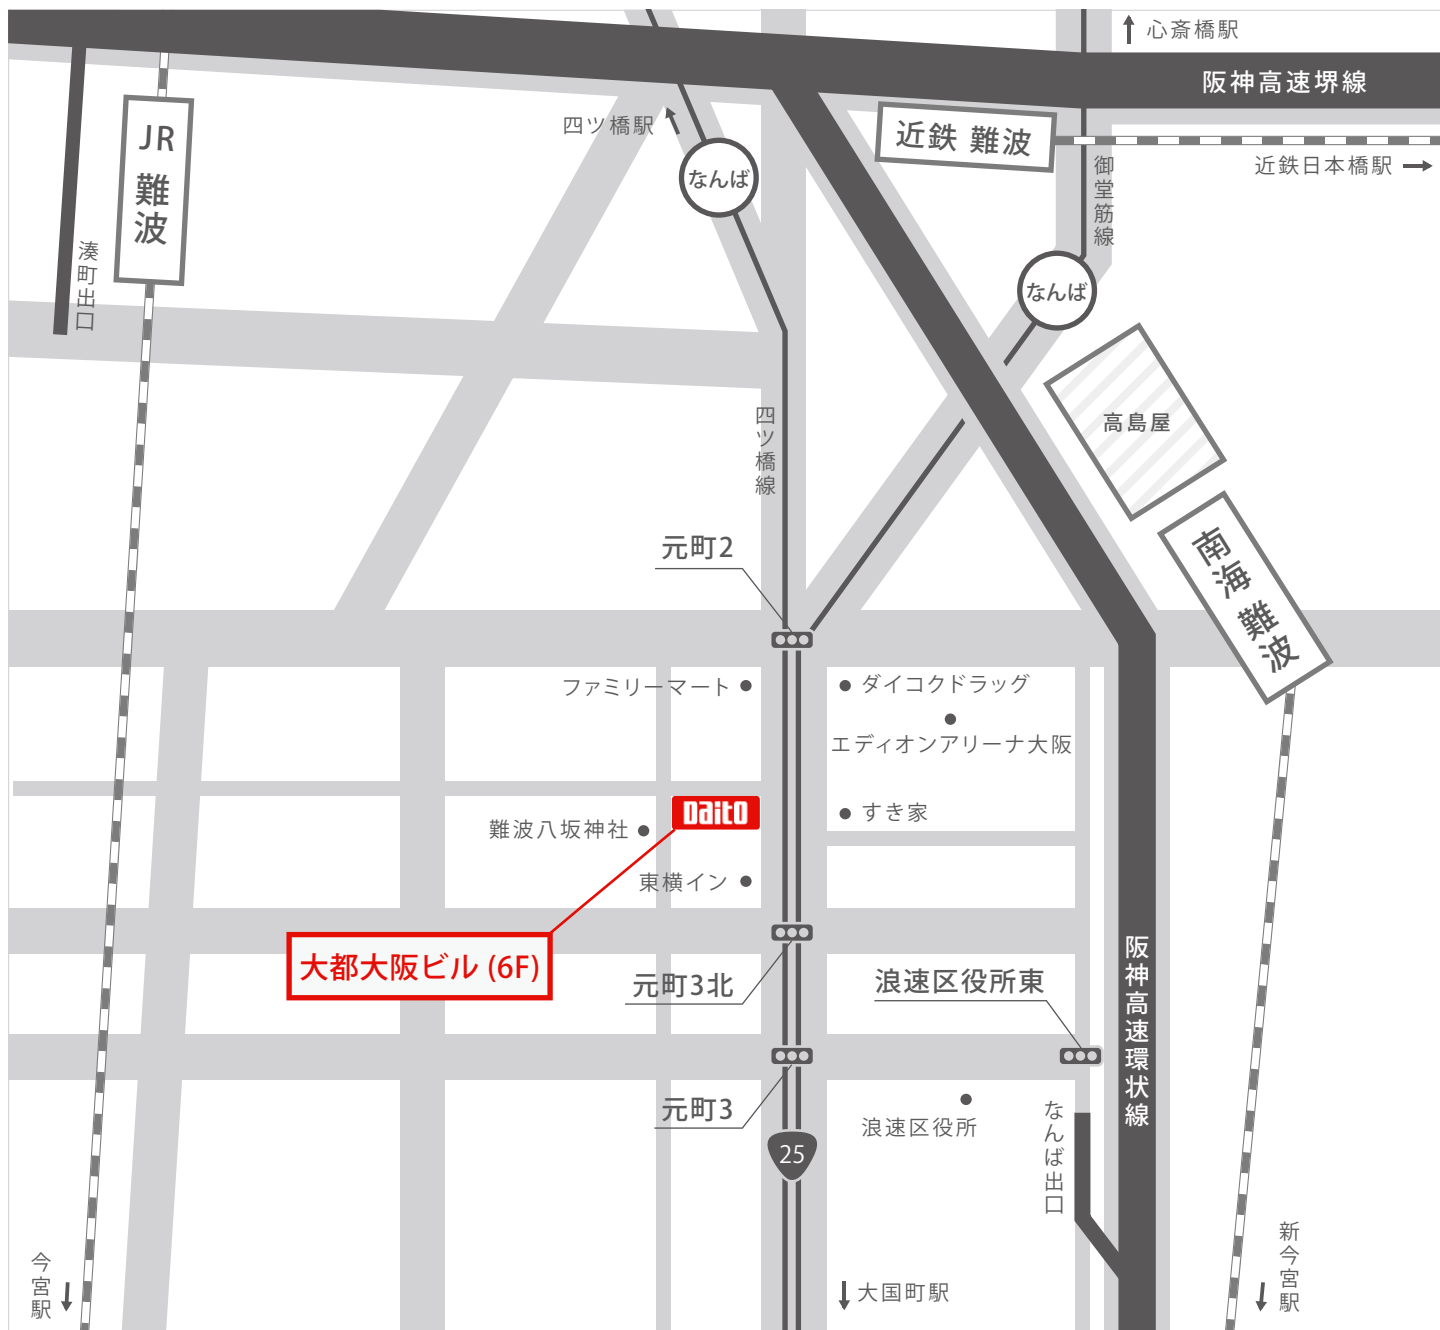 心斎橋駅
阪神高速堺線
四ツ橋駅
近鉄 難波
JR 難波
近鉄日本橋駅
なんば
御堂筋線
湊町出口
なんば
高島屋
四ツ橋線
元町2
南海 難波
ファミリーマート
ダイコクドラッグ
エディオンアリーナ大阪
Daito
すき家
難波八坂神社
東横イン
大都大阪ビル (6F)
元町3北
浪速区役所東
阪神高速環状線
元町3
浪速区役所
なんば出口
25
今宮駅
大国町駅
新今宮駅